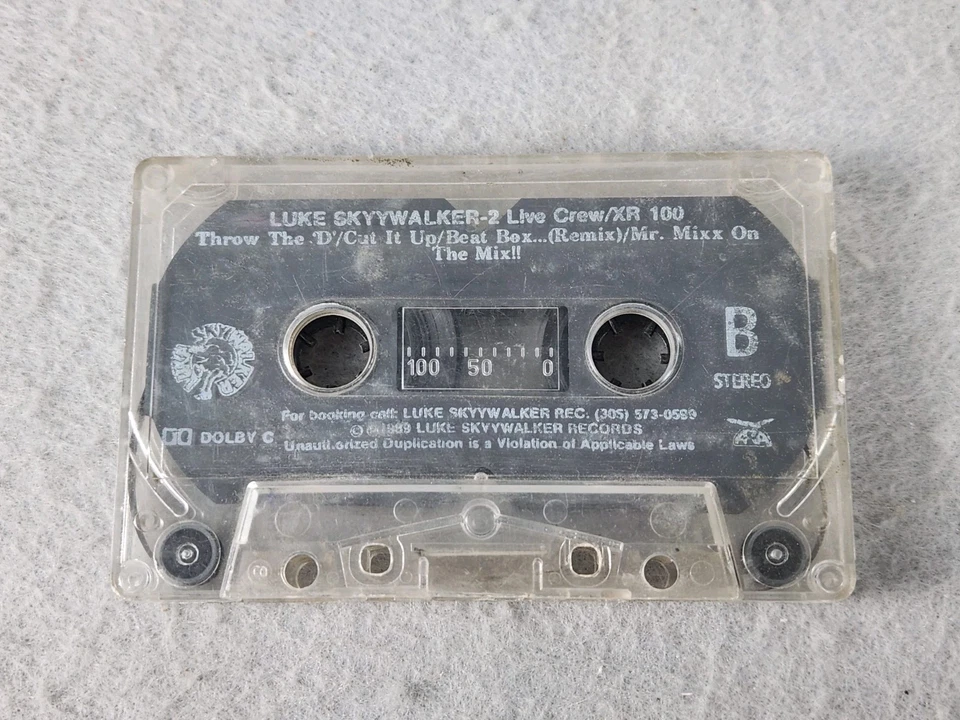 LUKE SKYYWALKER-2 Live Crew/XR 100
Throw The 'D'/Cut It Up/Beat Box...(Remix)/Mr. Mixx On
The Mix!!
B
100 50 0
STEREO
For booking call: LUKE SKYYWALKER REC. (305) 573-0599
DOLBY C
1989 LUKE SKYYWALKER RECORDS
Unauthorized Duplication is a Violation of Applicable Laws